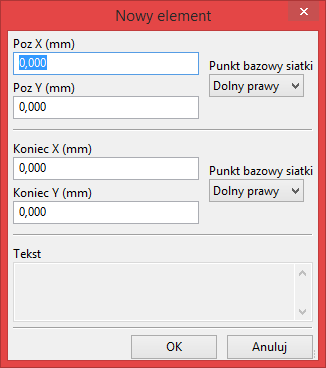 Nowy element
Poz X (mm)
0,000
Punkt bazowy siatki
Dolny prawy
Poz Y (mm)
0,000
Koniec X (mm)
0,000
Punkt bazowy siatki
Dolny prawy
Koniec Y (mm)
0,000
Tekst
OK
Anuluj